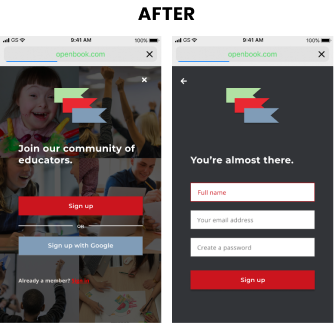 AFTER
GS 9:41 AM 100%
openbook.com X
×
Join our community of
educators.
Sign up
OR
Sign up with Google
Already a member? Sign in
GS 9:41 AM 100%
openbook.com X
You're almost there.
Full name
Your email address
Create a password
Sign up